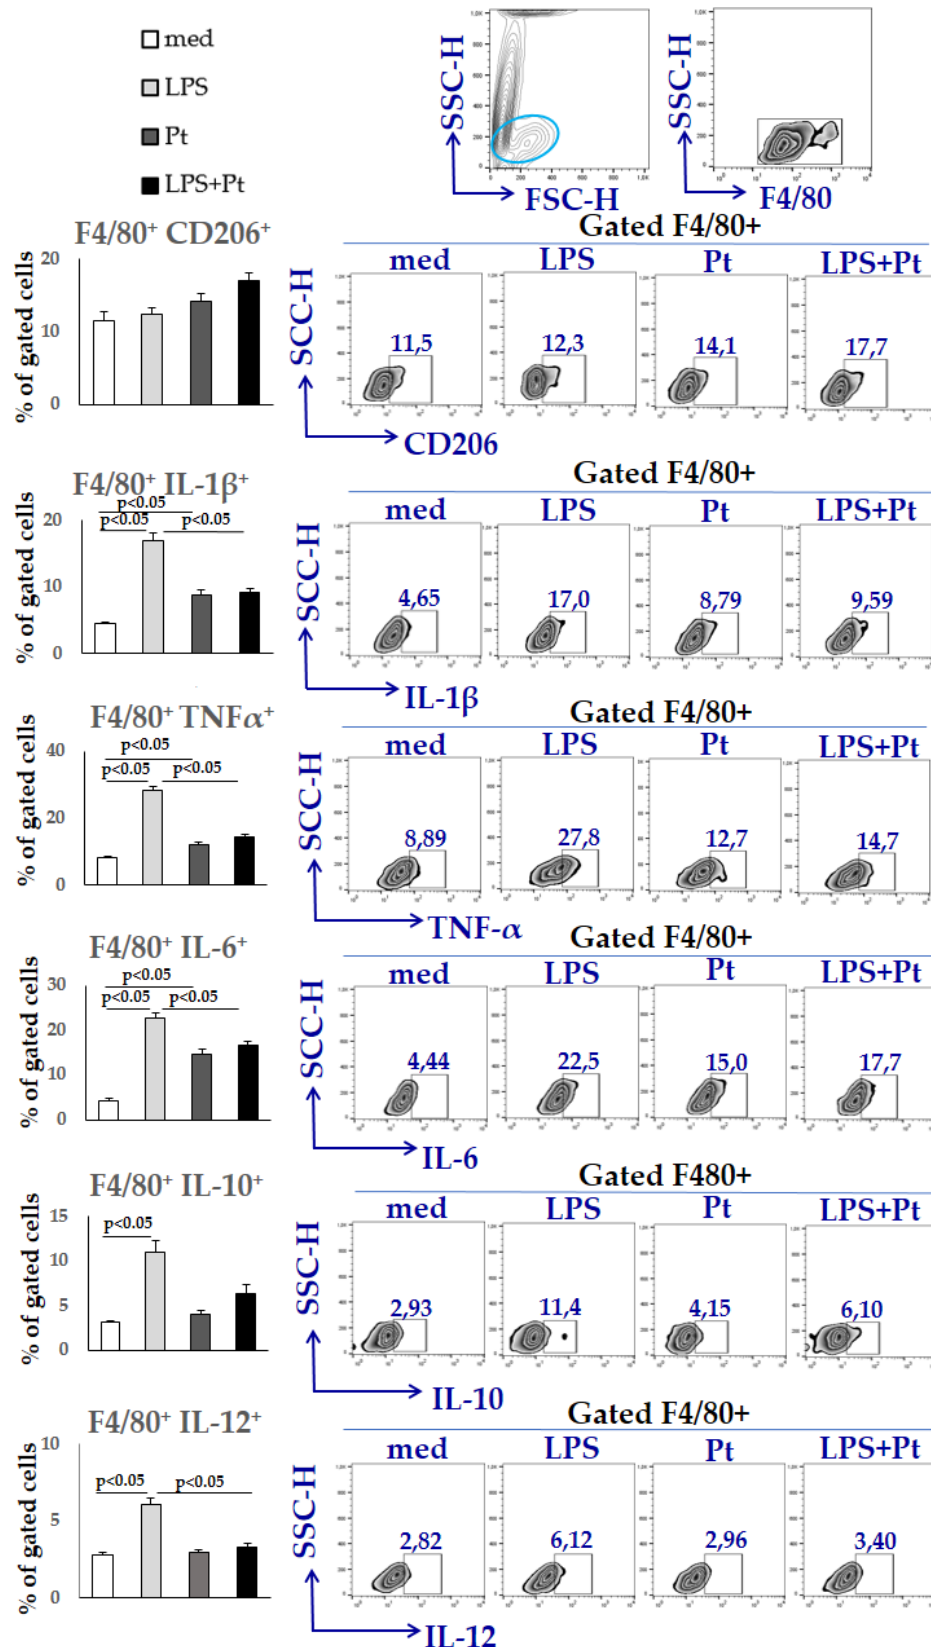 med
LPS
Pt
LPS+Pt
SSC-H
FSC-H
SSC-H
F4/80
F4/80⁺ CD206⁺
% of gated cells
20
10
0
Gated F4/80+
med LPS Pt LPS+Pt
SCC-H
11,5 12,3 14,1 17,7
CD206
F4/80⁺ IL-1β⁺
p<0.05
p<0.05 p<0.05
% of gated cells
20
10
0
Gated F4/80+
med LPS Pt LPS+Pt
SCC-H
4,65 17,0 8,79 9,59
IL-1β
F4/80⁺ TNFα⁺
p<0.05
p<0.05 p<0.05
% of gated cells
40
20
0
Gated F4/80+
med LPS Pt LPS+Pt
SCC-H
8,89 27,8 12,7 14,7
TNF-α
F4/80⁺ IL-6⁺
p<0.05
p<0.05 p<0.05
% of gated cells
30
20
10
0
Gated F4/80+
med LPS Pt LPS+Pt
SCC-H
4,44 22,5 15,0 17,7
IL-6
F4/80⁺ IL-10⁺
p<0.05
% of gated cells
15
10
5
0
Gated F480+
med LPS Pt LPS+Pt
SSC-H
2,93 11,4 4,15 6,10
IL-10
F4/80⁺ IL-12⁺
p<0.05 p<0.05
% of gated cells
10
5
0
Gated F4/80+
med LPS Pt LPS+Pt
SSC-H
2,82 6,12 2,96 3,40
IL-12